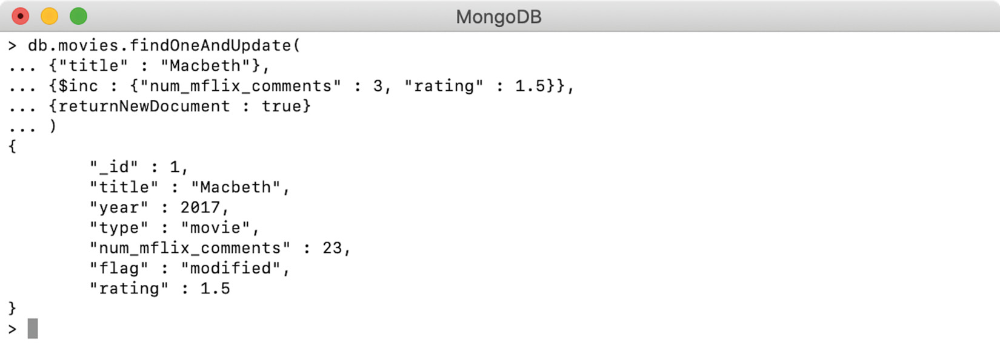 MongoDB
> db.movies.findOneAndUpdate(
... {"title" : "Macbeth"},
... {$inc : {"num_mflix_comments" : 3, "rating" : 1.5}},
... {returnNewDocument : true}
... )
{
        "_id" : 1,
        "title" : "Macbeth",
        "year" : 2017,
        "type" : "movie",
        "num_mflix_comments" : 23,
        "flag" : "modified",
        "rating" : 1.5
}
>